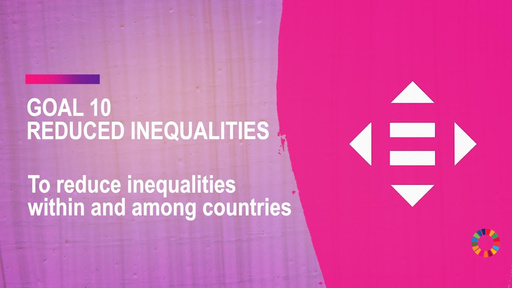 GOAL 10
REDUCED INEQUALITIES
To reduce inequalities
within and among countries